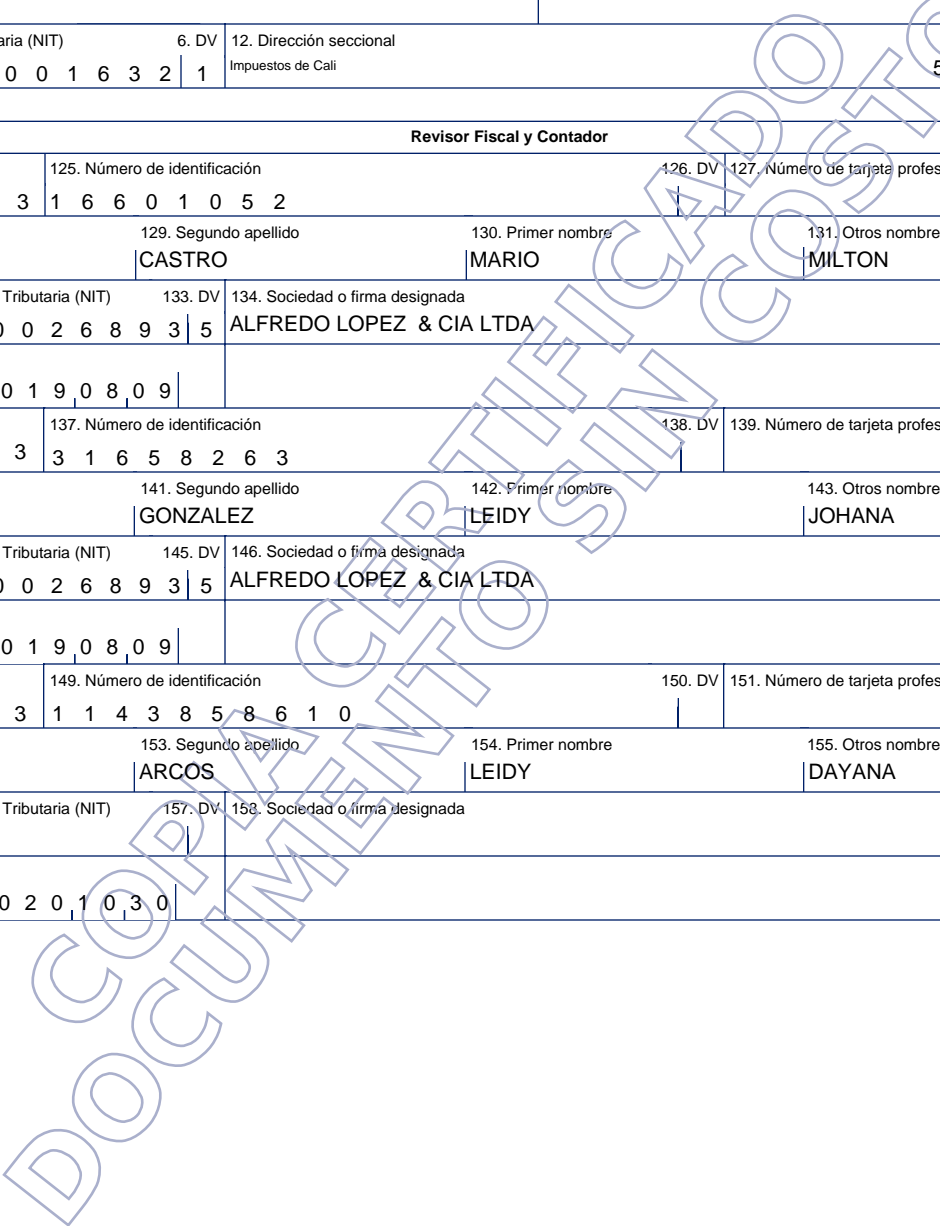 aria (NIT) 6. DV 12. Dirección seccional
0 0 1 6 3 2 1 Impuestos de Cali 5
Revisor Fiscal y Contador
125. Número de identificación 126. DV 127. Número de tarjeta profes
3 1 6 6 0 1 0 5 2
129. Segundo apellido 130. Primer nombre 131. Otros nombre
CASTRO MARIO MILTON
Tributaria (NIT) 133. DV 134. Sociedad o firma designada
0 0 2 6 8 9 3 5 ALFREDO LOPEZ & CIA LTDA
0 1 9 0 8 0 9
137. Número de identificación 138. DV 139. Número de tarjeta profes
3 3 1 6 5 8 2 6 3
141. Segundo apellido 142. Primer nombre 143. Otros nombre
GONZALEZ LEIDY JOHANA
Tributaria (NIT) 145. DV 146. Sociedad o firma designada
0 0 2 6 8 9 3 5 ALFREDO LOPEZ & CIA LTDA
0 1 9 0 8 0 9
149. Número de identificación 150. DV 151. Número de tarjeta profes
3 1 1 4 3 8 5 8 6 1 0
153. Segundo apellido 154. Primer nombre 155. Otros nombre
ARCOS LEIDY DAYANA
Tributaria (NIT) 157. DV 158. Sociedad o firma designada
0 2 0 1 0 3 0
COPIA CERTIFICADO
DOCUMENTO SIN COSTO